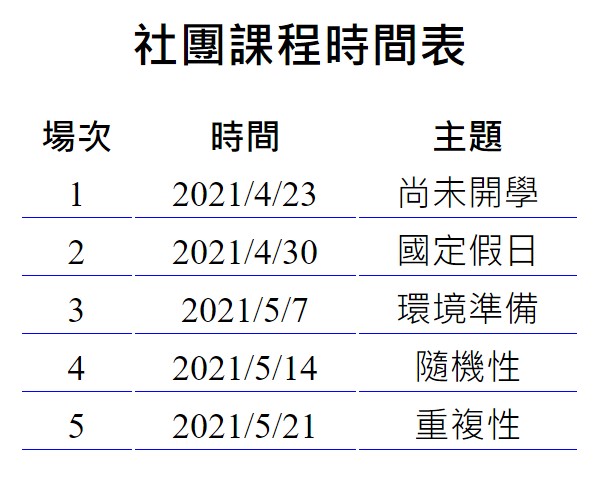 社團課程時間表
場次 時間 主題
1 2021/4/23 尚未開學
2 2021/4/30 國定假日
3 2021/5/7 環境準備
4 2021/5/14 隨機性
5 2021/5/21 重複性